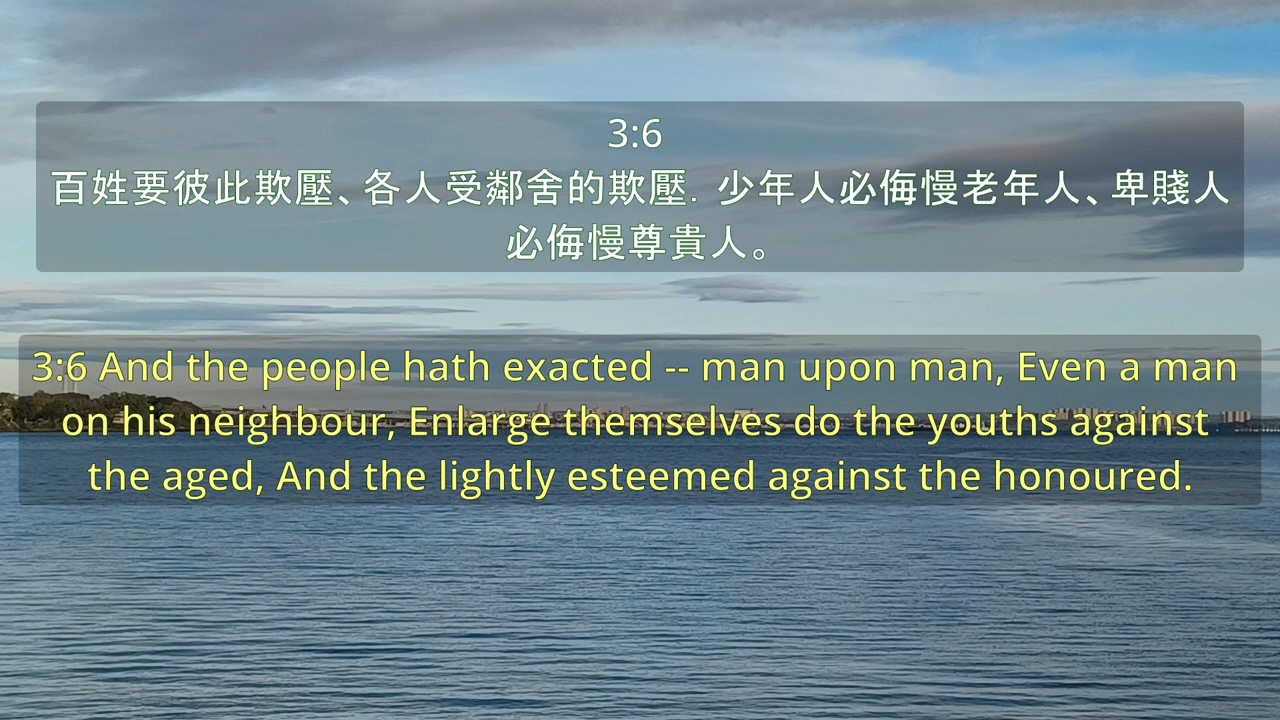 3:6
百姓要彼此欺壓、各人受鄰舍的欺壓．少年人必侮慢老年人、卑賤人
必侮慢尊貴人。
3:6 And the people hath exacted -- man upon man, Even a man
on his neighbour, Enlarge themselves do the youths against
the aged, And the lightly esteemed against the honoured.